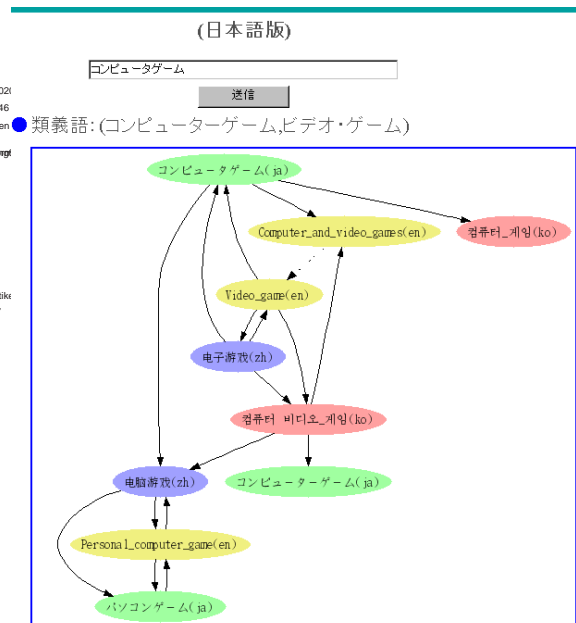 (日本語版)
コンピュータゲーム
送信
46
en
類義語: (コンピューターゲーム,ビデオ・ゲーム)
コンピュータゲーム(ja)
Computer_and_video_games(en)
컴퓨터_게임(ko)
Video_game(en)
电子游戏(zh)
컴퓨터 비디오_게임(ko)
电脑游戏(zh)
コンピューターゲーム(ja)
Personal_computer_game(en)
パソコンゲーム(ja)